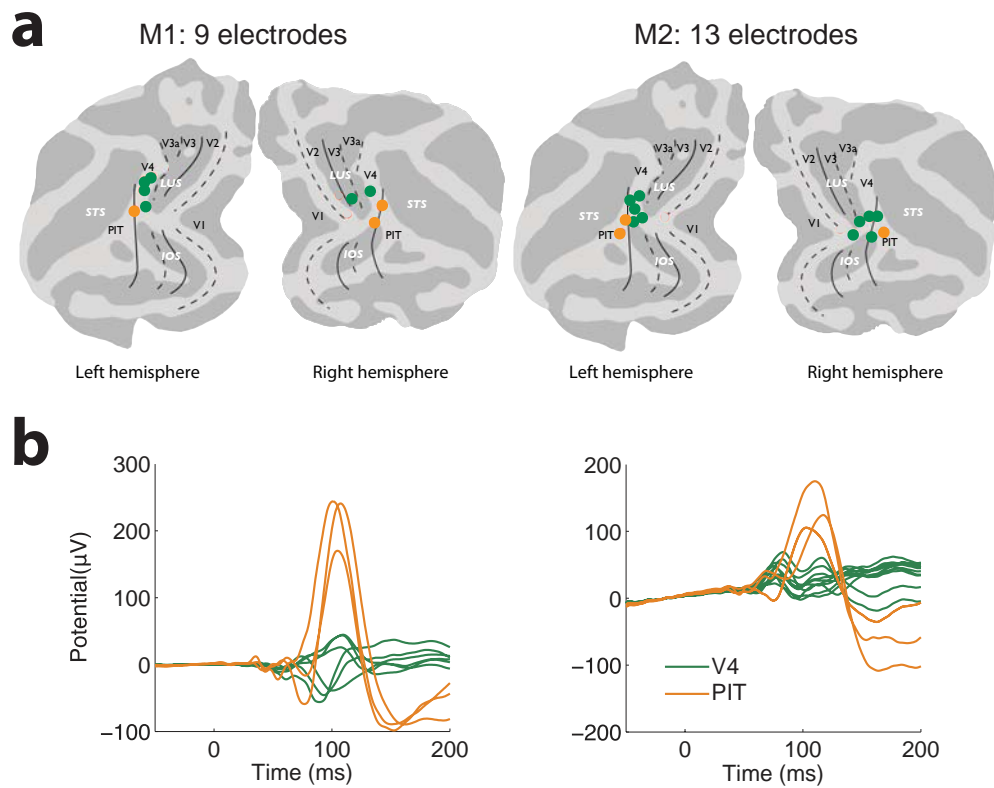 a
M1: 9 electrodes
M2: 13 electrodes
V3a V3 V2
V4
LUS
STS
PIT
V1
IOS
V2 V3 V3a
LUS V4
V1
STS
PIT
IOS
V3a V3 V2
V4
LUS
STS
PIT
V1
IOS
V2 V3 V3a
LUS V4
V1
STS
PIT
IOS
Left hemisphere
Right hemisphere
Left hemisphere
Right hemisphere
b
300
200
100
0
−100
Potential(µV)
0 100 200
Time (ms)
200
100
0
−100
−200
V4
PIT
0 100 200
Time (ms)